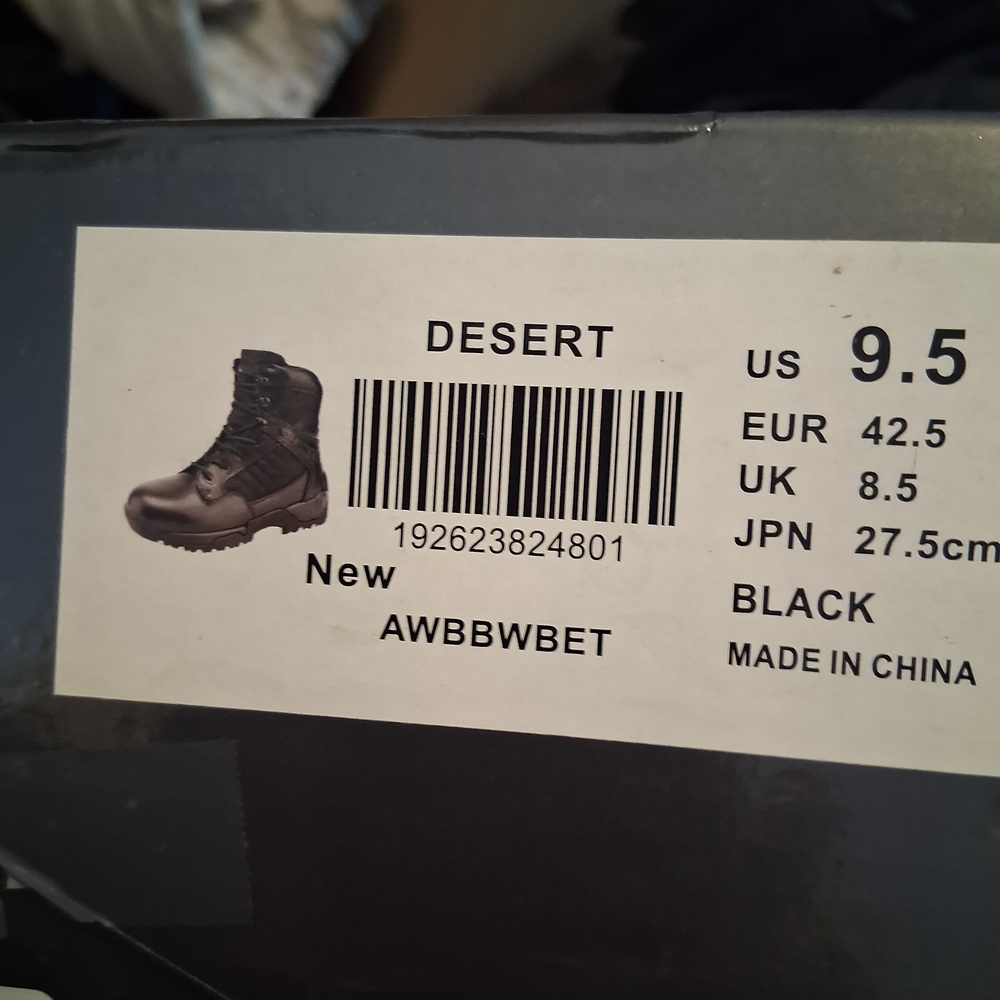 DESERT
192623824801
New
AWBBWBET
US 9.5
EUR 42.5
UK 8.5
JPN 27.5cm
BLACK
MADE IN CHINA